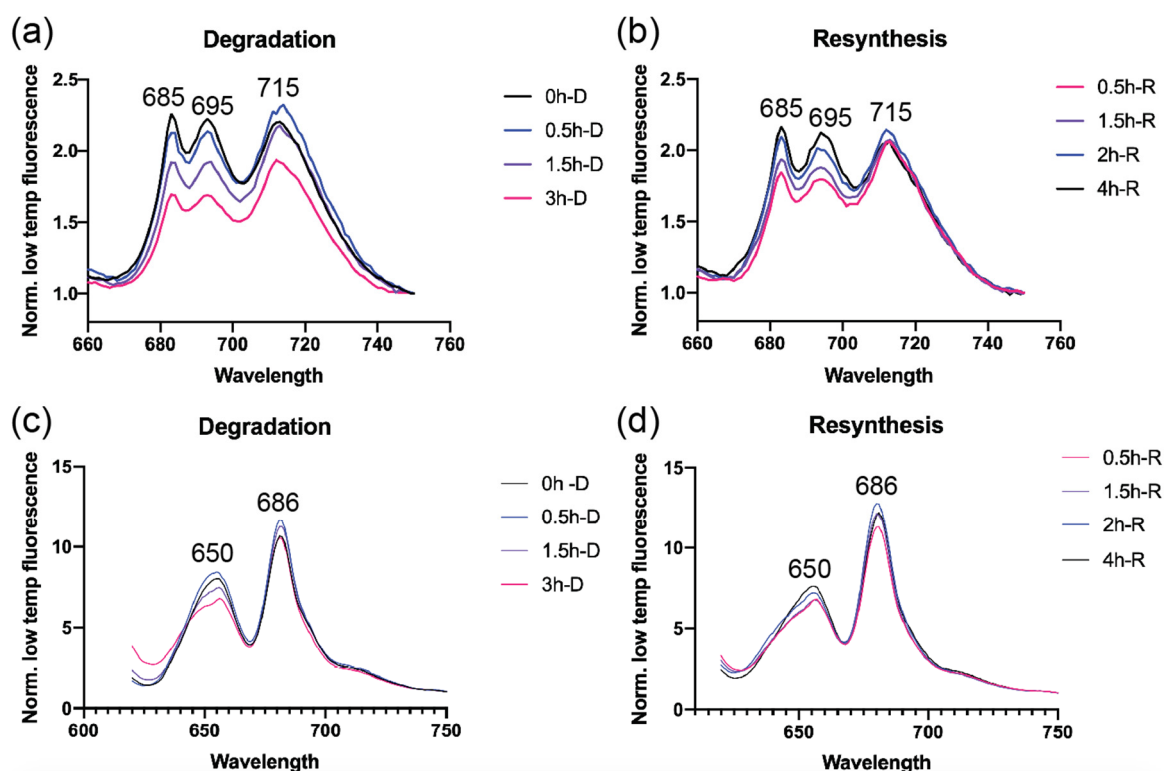 (a)
Degradation
Norm. low temp fluorescence
2.5
2.0
1.5
1.0
685
695
715
660
680
700
720
740
760
Wavelength
0h-D
0.5h-D
1.5h-D
3h-D
(b)
Resynthesis
Norm. low temp fluorescence
2.5
2.0
1.5
1.0
685
695
715
660
680
700
720
740
760
Wavelength
0.5h-R
1.5h-R
2h-R
4h-R
(c)
Degradation
Norm. low temp fluorescence
15
10
5
0
650
686
600
650
700
750
Wavelength
0h -D
0.5h-D
1.5h-D
3h-D
(d)
Resynthesis
Norm. low temp fluorescence
15
10
5
0
650
686
650
700
750
Wavelength
0.5h-R
1.5h-R
2h-R
4h-R